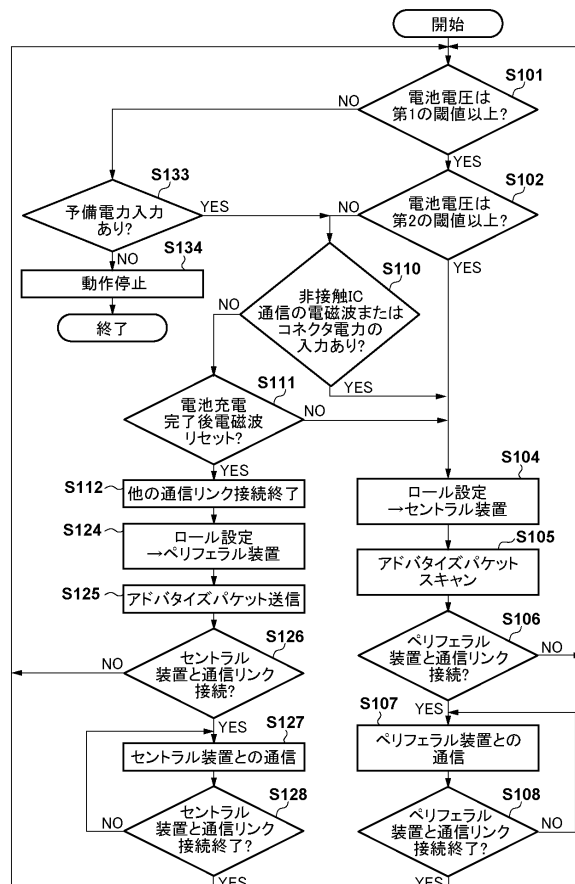 開始
S101
電池電圧は
第1の閾値以上?
NO
YES
S133
予備電力入力
あり?
YES
NO
S102
電池電圧は
第2の閾値以上?
NO
YES
S134
動作停止
終了
S110
非接触IC
通信の電磁波または
コネクタ電力の
入力あり?
NO
YES
S111
電池充電
完了後電磁波
リセット?
NO
YES
S104
ロール設定
→セントラル装置
S112
他の通信リンク接続終了
S124
ロール設定
→ペリフェラル装置
S105
アドバタイズパケット
スキャン
S125
アドバタイズパケット送信
S106
ペリフェラル
装置と通信リンク
接続?
NO
YES
S126
セントラル
装置と通信リンク
接続?
NO
YES
S107
ペリフェラル装置との
通信
S127
セントラル装置との通信
S128
セントラル
装置と通信リンク
接続終了?
NO
YES
S108
ペリフェラル
装置と通信リンク
接続終了?
NO
YES